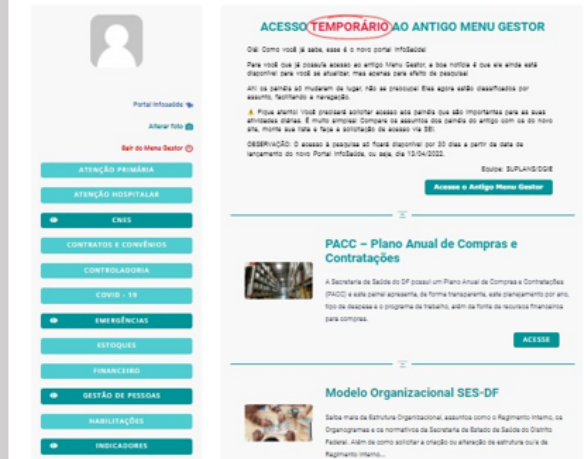 Portal Infosaúde
Alterar foto
Sair do Menu Gestor
ATENÇÃO PRIMÁRIA
ATENÇÃO HOSPITALAR
CNES
CONTRATOS E CONVÊNIOS
CONTROLADORIA
COVID - 19
EMERGÊNCIAS
ESTOQUES
FINANCEIRO
GESTÃO DE PESSOAS
HABILITAÇÕES
INDICADORES
ACESSO TEMPORÁRIO AO ANTIGO MENU GESTOR
Olá! Como você já sabe, esse é o novo portal InfoSaúde!
Para você que já possuía acesso ao antigo Menu Gestor, a boa notícia é que ele ainda está
disponível para você se atualizar, mas apenas para efeito de pesquisa!
Ah! os painéis só mudaram de lugar, não se preocupe! Eles agora estão classificados por
assunto, facilitando a navegação.
⚠ Fique atento! Você precisará solicitar acesso aos painéis que são importantes para as suas
atividades diárias. É muito simples! Compare os assuntos dos painéis do antigo com os do novo
site, monte sua lista e faça a solicitação de acesso via SEI.
OBSERVAÇÃO: O acesso à pesquisa só ficará disponível por 30 dias a partir da data de
lançamento do novo Portal InfoSaúde, ou seja, dia 13/04/2022.
Equipe: SUPLANS/DGIE
Acesse o Antigo Menu Gestor
PACC – Plano Anual de Compras e
Contratações
A Secretaria de Saúde do DF possui um Plano Anual de Compras e Contratações
(PACC) e este painel apresenta, de forma transparente, este planejamento por ano,
tipo de despesa e o programa de trabalho, além da fonte de recursos financeiros
para compras.
ACESSE
Modelo Organizacional SES-DF
Saiba mais da Estrutura Organizacional, assuntos como o Regimento Interno, os
Organogramas e os normativos da Secretaria de Estado da Saúde do Distrito
Federal. Além de como solicitar a criação ou alteração de estrutura ou/e de
Regimento Interno...